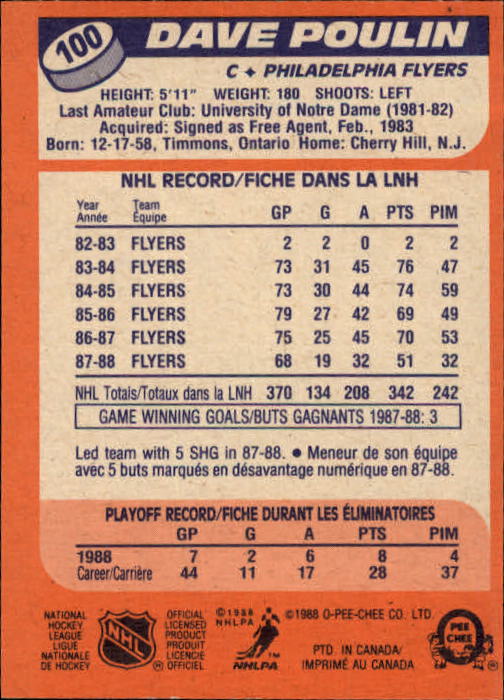 100
DAVE POULIN
C ✦ PHILADELPHIA FLYERS
HEIGHT: 5'11" WEIGHT: 180 SHOOTS: LEFT
Last Amateur Club: University of Notre Dame (1981-82)
Acquired: Signed as Free Agent, Feb., 1983
Born: 12-17-58, Timmons, Ontario Home: Cherry Hill, N.J.
NHL RECORD/FICHE DANS LA LNH
Year Team
Année Équipe GP G A PTS PIM
82-83 FLYERS 2 2 0 2 2
83-84 FLYERS 73 31 45 76 47
84-85 FLYERS 73 30 44 74 59
85-86 FLYERS 79 27 42 69 49
86-87 FLYERS 75 25 45 70 53
87-88 FLYERS 68 19 32 51 32
NHL Totals/Totaux dans la LNH 370 134 208 342 242
GAME WINNING GOALS/BUTS GAGNANTS 1987-88: 3
Led team with 5 SHG in 87-88. • Meneur de son équipe
avec 5 buts marqués en désavantage numérique en 87-88.
PLAYOFF RECORD/FICHE DURANT LES ÉLIMINATOIRES
GP G A PTS PIM
1988 7 2 6 8 4
Career/Carrière 44 11 17 28 37
NATIONAL
HOCKEY
LEAGUE
LIGUE
NATIONALE
DE HOCKEY
NHL
®
OFFICIAL
LICENSED
PRODUCT
PRODUIT
LICENCIE
OFFICIEL
©1988
NHLPA
™
NHLPA
©1988 O-PEE-CHEE CO. LTD.
PTD. IN CANADA/
IMPRIMÉ AU CANADA
O
PEE
CHEE
®